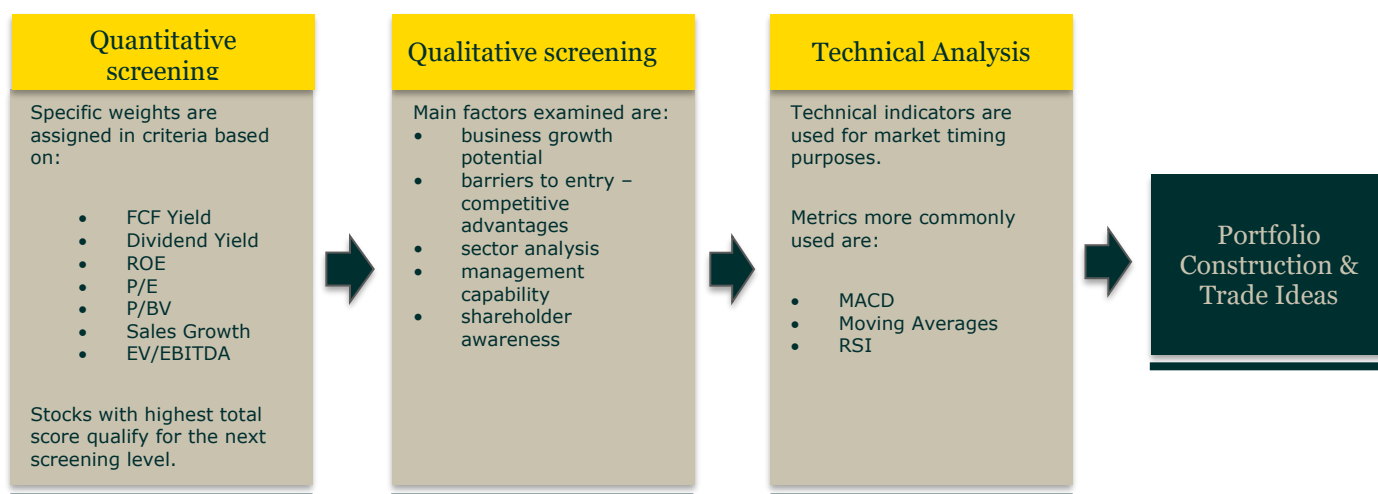 Quantitative
screening
Specific weights are
assigned in criteria based
on:
• FCF Yield
• Dividend Yield
• ROE
• P/E
• P/BV
• Sales Growth
• EV/EBITDA
Stocks with highest total
score qualify for the next
screening level.
Qualitative screening
Main factors examined are:
• business growth
potential
• barriers to entry –
competitive
advantages
• sector analysis
• management
capability
• shareholder
awareness
Technical Analysis
Technical indicators are
used for market timing
purposes.
Metrics more commonly
used are:
• MACD
• Moving Averages
• RSI
Portfolio
Construction &
Trade Ideas